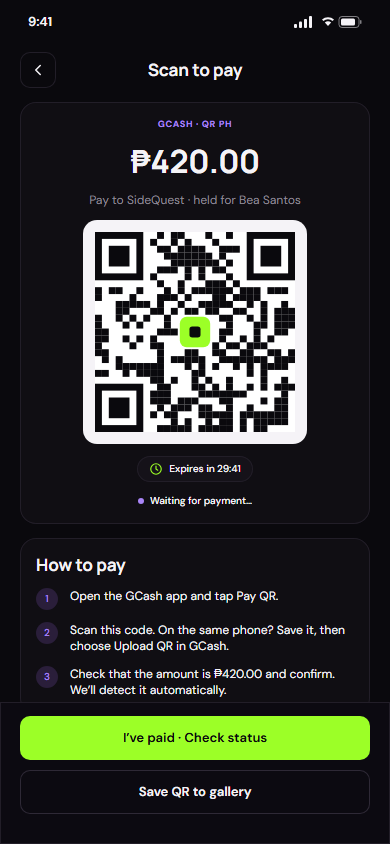 9:41
Scan to pay
GCASH · QR PH
₱420.00
Pay to SideQuest · held for Bea Santos
Expires in 29:41
Waiting for payment…
How to pay
1 Open the GCash app and tap Pay QR.
2 Scan this code. On the same phone? Save it, then
choose Upload QR in GCash.
3 Check that the amount is ₱420.00 and confirm.
We'll detect it automatically.
I've paid · Check status
Save QR to gallery